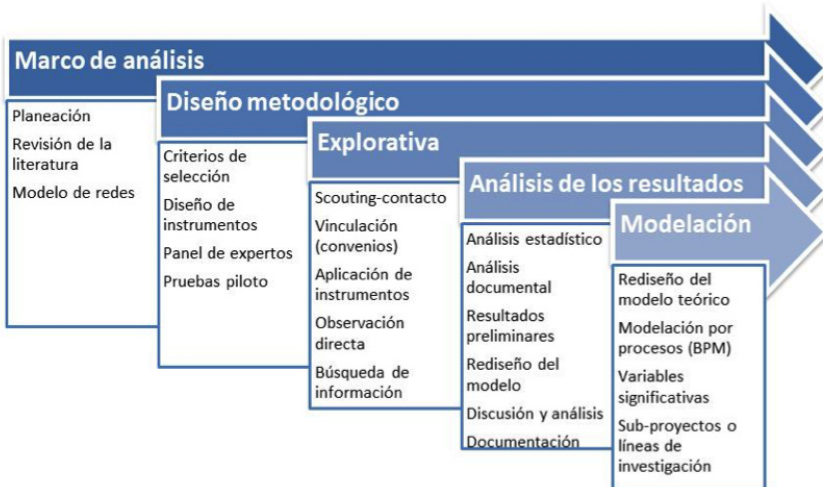 Marco de análisis
Planeación
Revisión de la
literatura
Modelo de redes
Diseño metodológico
Criterios de
selección
Diseño de
instrumentos
Panel de expertos
Pruebas piloto
Explorativa
Scouting-contacto
Vinculación
(convenios)
Aplicación de
instrumentos
Observación
directa
Búsqueda de
información
Análisis de los resultados
Análisis estadístico
Análisis
documental
Resultados
preliminares
Rediseño del
modelo
Discusión y análisis
Documentación
Modelación
Rediseño del
modelo teórico
Modelación por
procesos (BPM)
Variables
significativas
Sub-proyectos o
líneas de
investigación